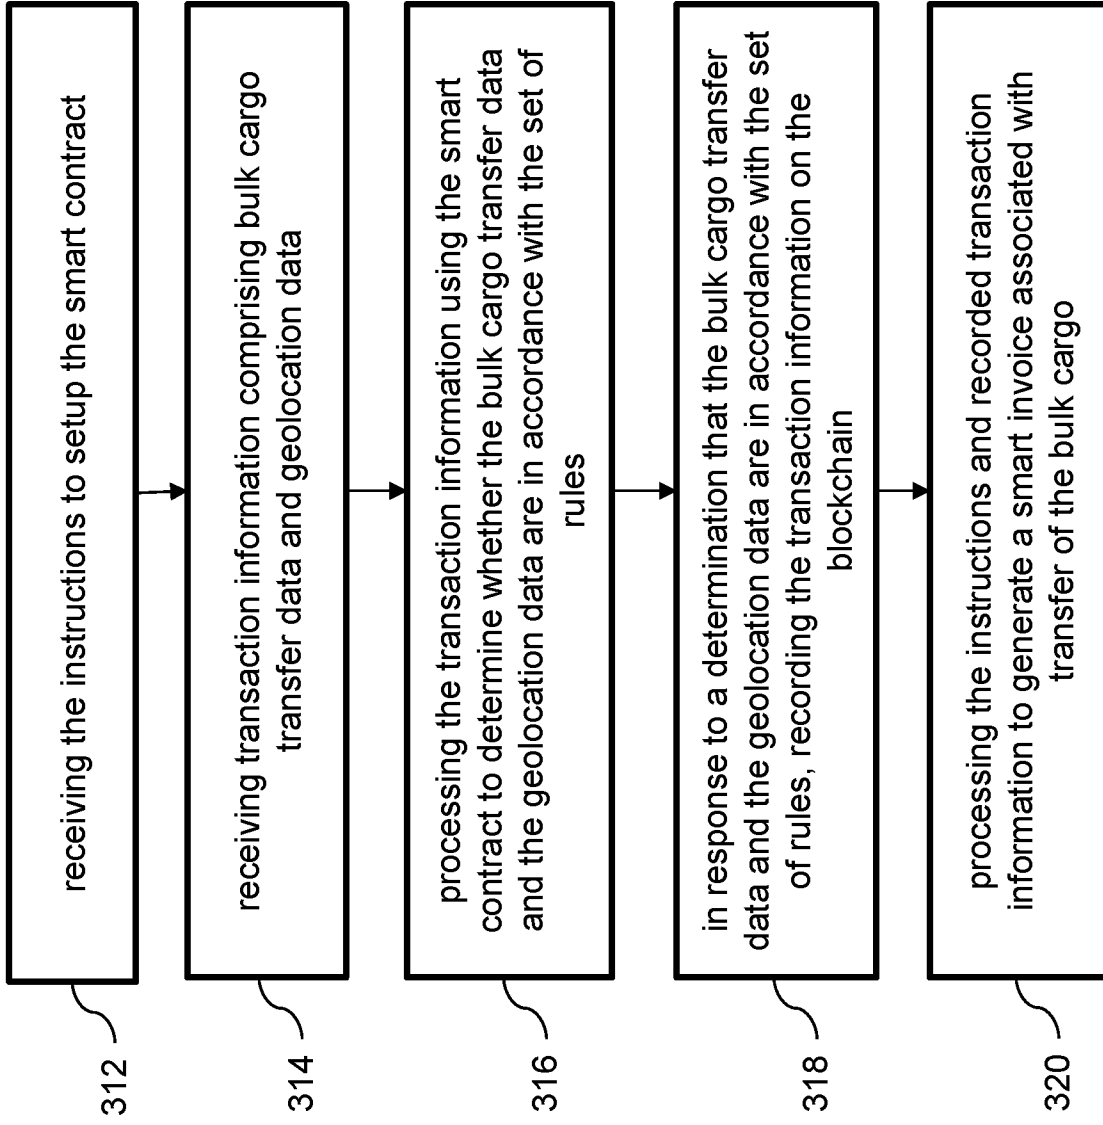 312
receiving the instructions to setup the smart contract
314
receiving transaction information comprising bulk cargo
transfer data and geolocation data
316
processing the transaction information using the smart
contract to determine whether the bulk cargo transfer data
and the geolocation data are in accordance with the set of
rules
318
in response to a determination that the bulk cargo transfer
data and the geolocation data are in accordance with the set
of rules, recording the transaction information on the
blockchain
320
processing the instructions and recorded transaction
information to generate a smart invoice associated with
transfer of the bulk cargo